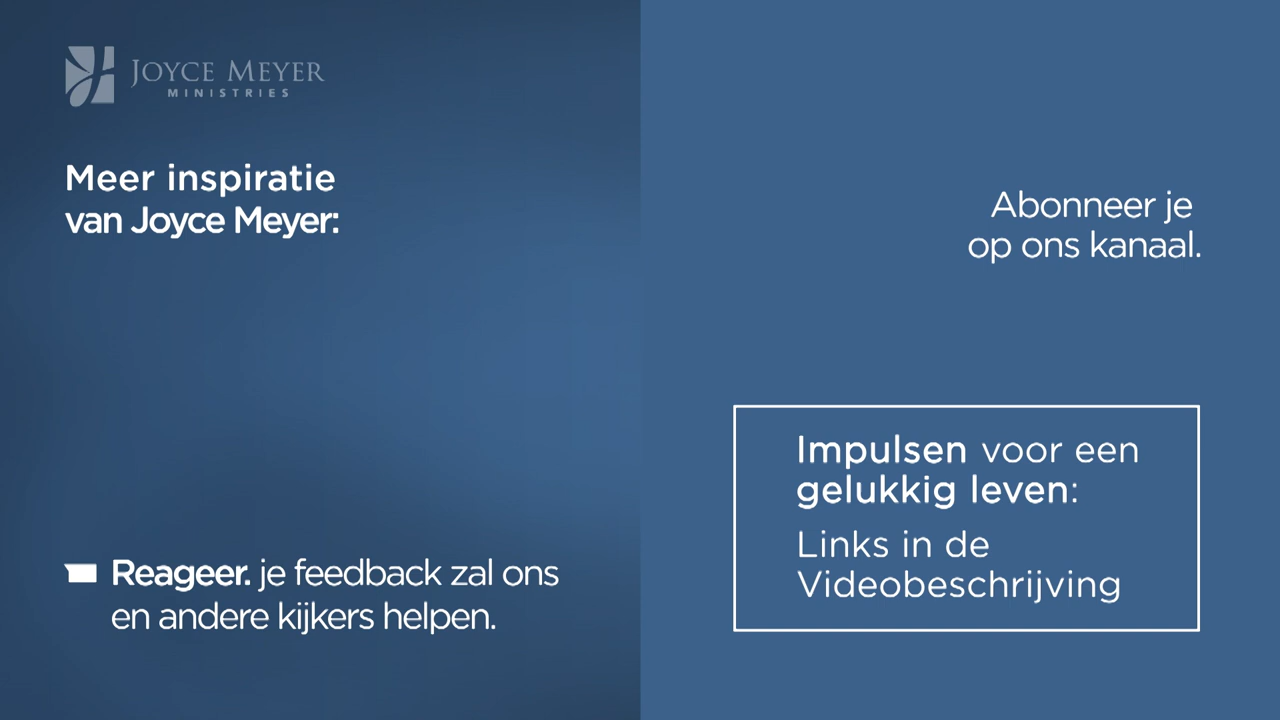 JOYCE MEYER
MINISTRIES
Meer inspiratie
van Joyce Meyer:
Abonneer je
op ons kanaal.
Impulsen voor een
gelukkig leven:
Links in de
Videobeschrijving
Reageer. je feedback zal ons
en andere kijkers helpen.